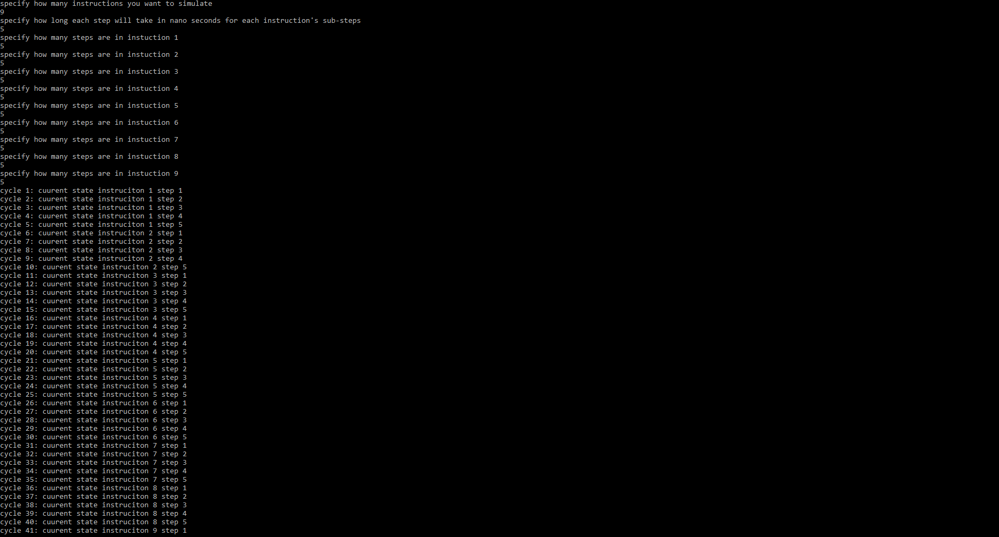 specify how many instructions you want to simulate
9
specify how long each step will take in nano seconds for each instruction's sub-steps
5
specify how many steps are in instuction 1
5
specify how many steps are in instuction 2
5
specify how many steps are in instuction 3
5
specify how many steps are in instuction 4
5
specify how many steps are in instuction 5
5
specify how many steps are in instuction 6
5
specify how many steps are in instuction 7
5
specify how many steps are in instuction 8
5
specify how many steps are in instuction 9
5
cycle 1: cuurent state instruciton 1 step 1
cycle 2: cuurent state instruciton 1 step 2
cycle 3: cuurent state instruciton 1 step 3
cycle 4: cuurent state instruciton 1 step 4
cycle 5: cuurent state instruciton 1 step 5
cycle 6: cuurent state instruciton 2 step 1
cycle 7: cuurent state instruciton 2 step 2
cycle 8: cuurent state instruciton 2 step 3
cycle 9: cuurent state instruciton 2 step 4
cycle 10: cuurent state instruciton 2 step 5
cycle 11: cuurent state instruciton 3 step 1
cycle 12: cuurent state instruciton 3 step 2
cycle 13: cuurent state instruciton 3 step 3
cycle 14: cuurent state instruciton 3 step 4
cycle 15: cuurent state instruciton 3 step 5
cycle 16: cuurent state instruciton 4 step 1
cycle 17: cuurent state instruciton 4 step 2
cycle 18: cuurent state instruciton 4 step 3
cycle 19: cuurent state instruciton 4 step 4
cycle 20: cuurent state instruciton 4 step 5
cycle 21: cuurent state instruciton 5 step 1
cycle 22: cuurent state instruciton 5 step 2
cycle 23: cuurent state instruciton 5 step 3
cycle 24: cuurent state instruciton 5 step 4
cycle 25: cuurent state instruciton 5 step 5
cycle 26: cuurent state instruciton 6 step 1
cycle 27: cuurent state instruciton 6 step 2
cycle 28: cuurent state instruciton 6 step 3
cycle 29: cuurent state instruciton 6 step 4
cycle 30: cuurent state instruciton 6 step 5
cycle 31: cuurent state instruciton 7 step 1
cycle 32: cuurent state instruciton 7 step 2
cycle 33: cuurent state instruciton 7 step 3
cycle 34: cuurent state instruciton 7 step 4
cycle 35: cuurent state instruciton 7 step 5
cycle 36: cuurent state instruciton 8 step 1
cycle 37: cuurent state instruciton 8 step 2
cycle 38: cuurent state instruciton 8 step 3
cycle 39: cuurent state instruciton 8 step 4
cycle 40: cuurent state instruciton 8 step 5
cycle 41: cuurent state instruciton 9 step 1